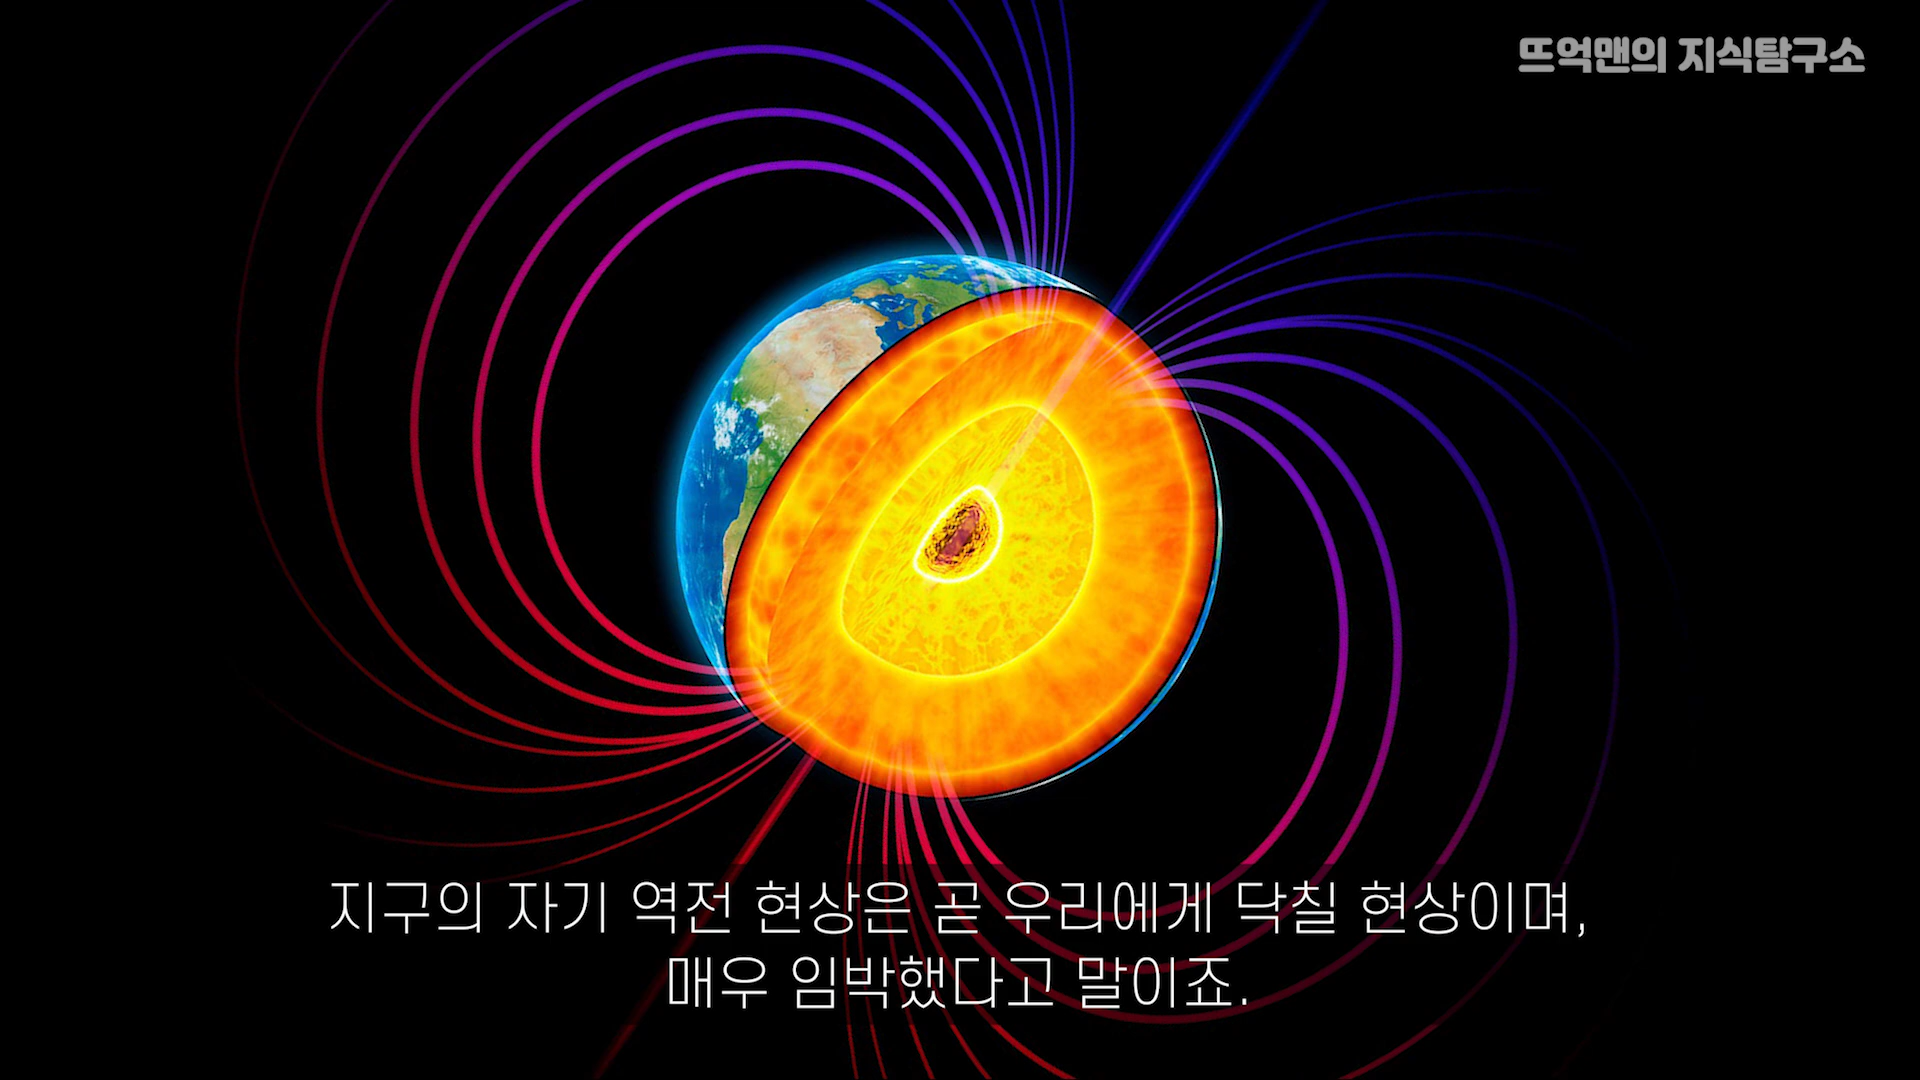 뜨억맨의 지식탐구소
지구의 자기 역전 현상은 곧 우리에게 닥칠 현상이며,
매우 임박했다고 말이죠.